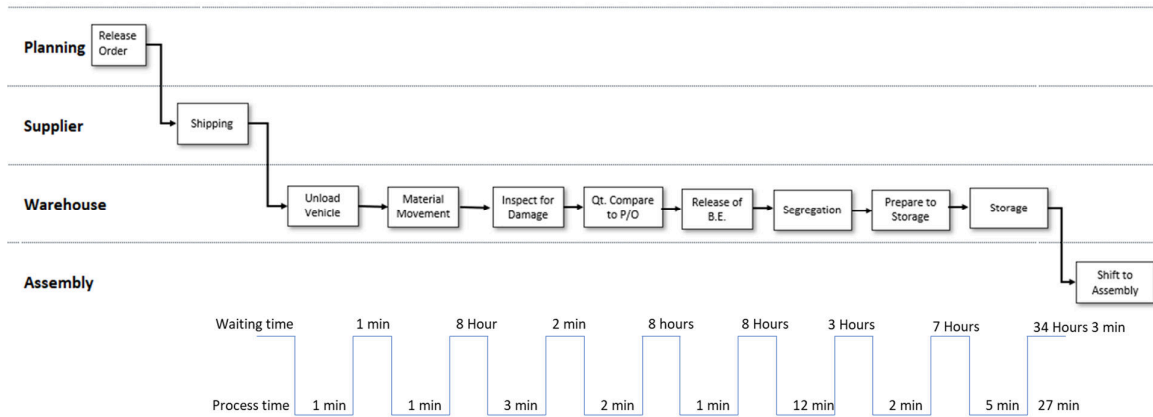 Planning
Release
Order
Supplier
Shipping
Warehouse
Unload
Vehicle
Material
Movement
Inspect for
Damage
Qt. Compare
to P/O
Release of
B.E.
Segregation
Prepare to
Storage
Storage
Assembly
Shift to
Assembly
Waiting time 1 min 8 Hour 2 min 8 hours 8 Hours 3 Hours 7 Hours 34 Hours 3 min
Process time 1 min 1 min 3 min 2 min 1 min 12 min 2 min 5 min 27 min